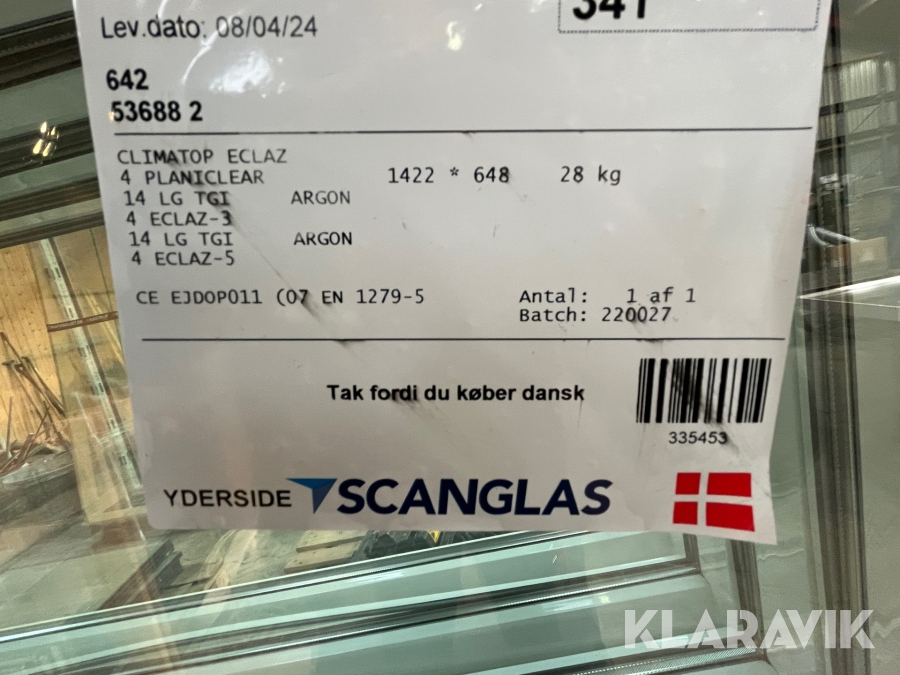 341
Lev.dato: 08/04/24
642
53688 2
CLIMATOP ECLAZ
4 PLANICLEAR 1422 * 648 28 kg
14 LG TGI ARGON
4 ECLAZ-3
14 LG TGI ARGON
4 ECLAZ-5
CE EJDOP011 (07 EN 1279-5 Antal: 1 af 1
Batch: 220027
Tak fordi du køber dansk
335453
YDERSIDE SCANGLAS
KLARAVIK